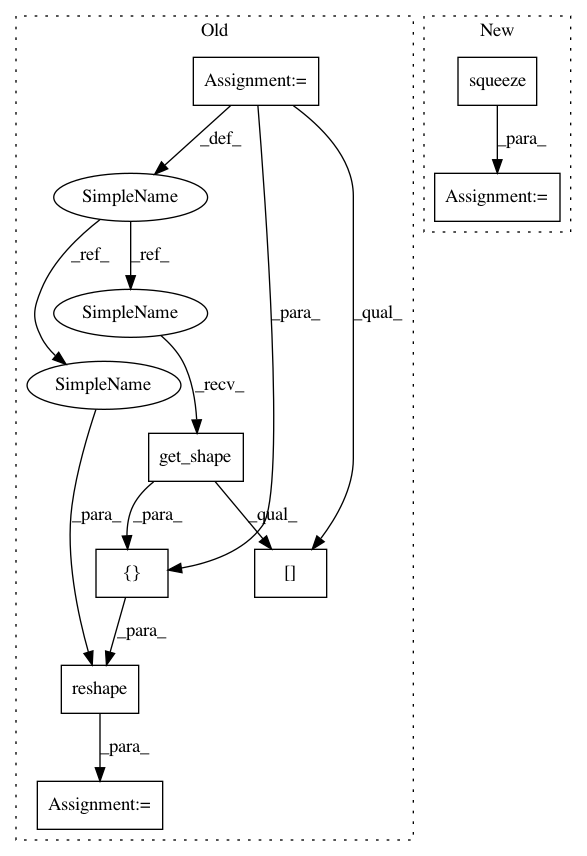 Old
New
Assignment:=
squeeze
_def_
_para_
SimpleName
Assignment:=
_ref_
_ref_
SimpleName
_para_
_qual_
SimpleName
_recv_
get_shape
_para_
_para_
_qual_
{}
[]
_para_
reshape
_para_
Assignment:=